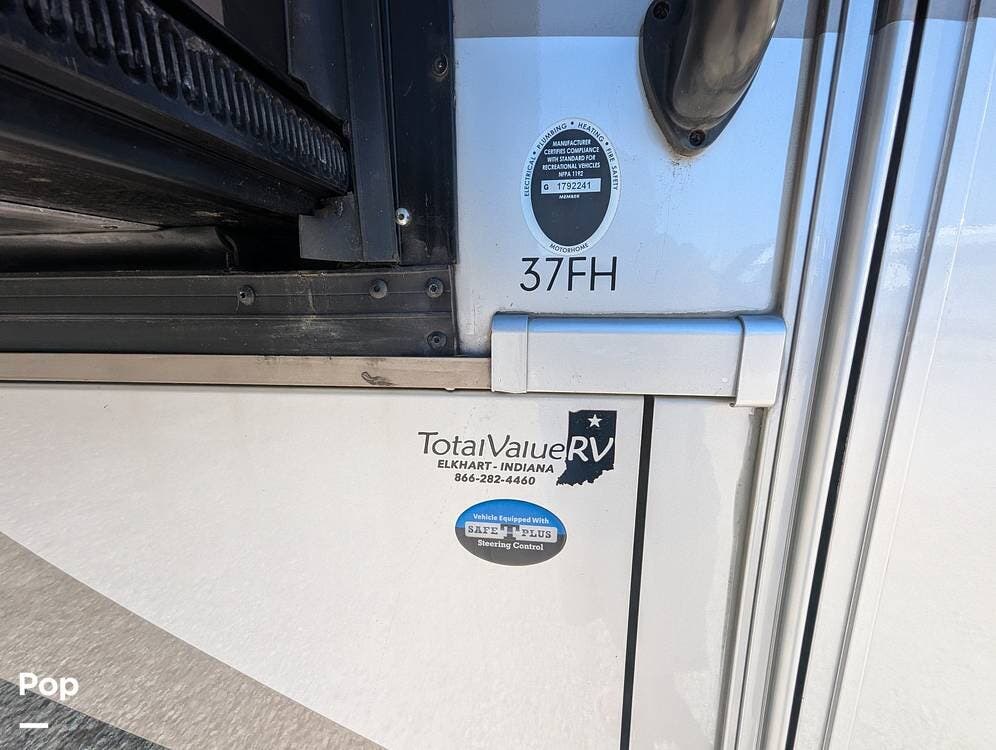 ELECTRICAL • PLUMBING • HEATING • FIRE SAFETY
MANUFACTURER
CERTIFIES COMPLIANCE
WITH STANDARD FOR
RECREATIONAL VEHICLES
NFPA 1192
G 1792241
MEMBER
MOTORHOME
37FH
TotalValueRV
ELKHART - INDIANA
866-282-4460
Vehicle Equipped With
SAFE T PLUS
Steering Control
Pop